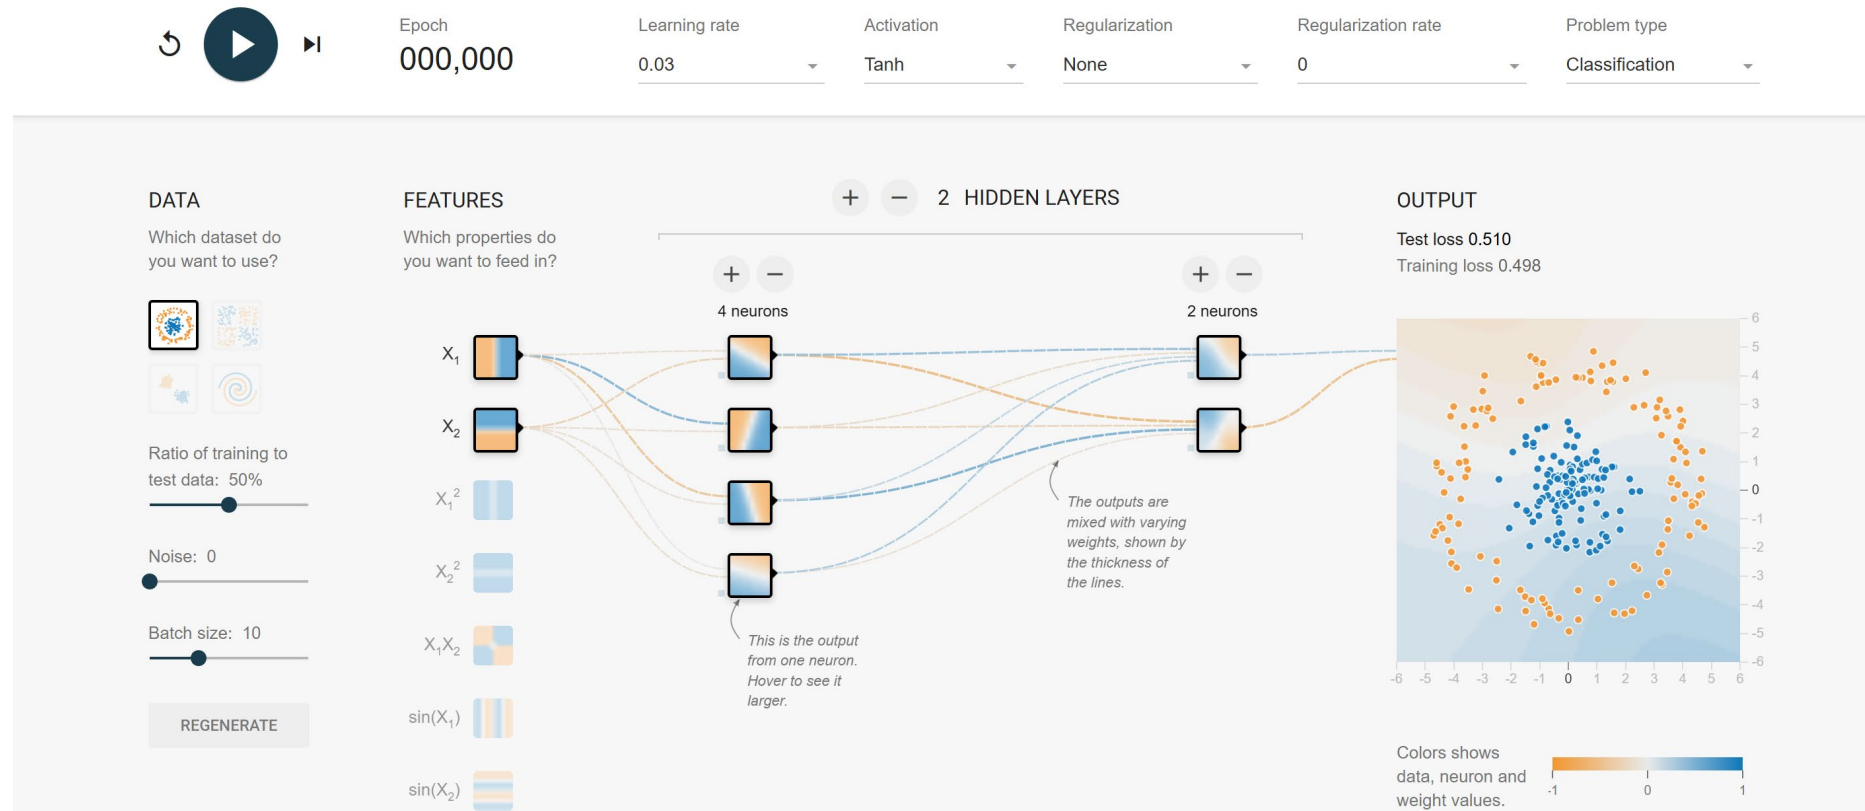 Epoch
000,000
Learning rate
0.03
Activation
Tanh
Regularization
None
Regularization rate
0
Problem type
Classification
DATA
Which dataset do
you want to use?
Ratio of training to
test data: 50%
Noise: 0
Batch size: 10
REGENERATE
FEATURES
Which properties do
you want to feed in?
X₁
X₂
X₁²
X₂²
X₁X₂
sin(X₁)
sin(X₂)
+ − 2 HIDDEN LAYERS
+ −
4 neurons
+ −
2 neurons
This is the output
from one neuron.
Hover to see it
larger.
The outputs are
mixed with varying
weights, shown by
the thickness of
the lines.
OUTPUT
Test loss 0.510
Training loss 0.498
6
5
4
3
2
1
0
-1
-2
-3
-4
-5
-6
-6 -5 -4 -3 -2 -1 0 1 2 3 4 5 6
Colors shows
data, neuron and
weight values.
-1 0 1